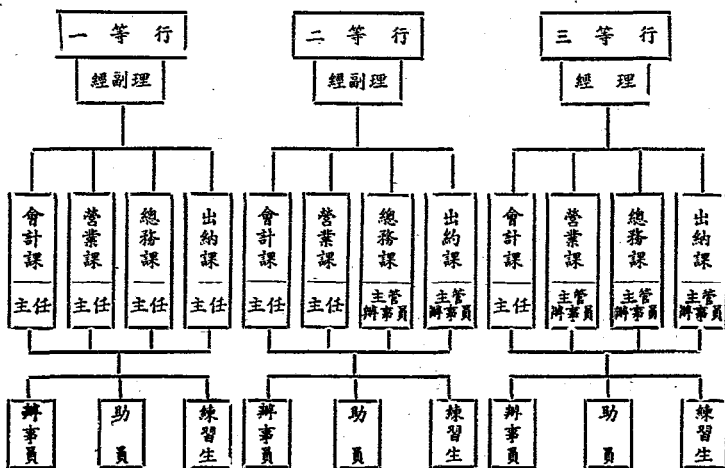 一等行
二等行
三等行
經副理
經副理
經理
會計課
營業課
總務課
出納課
會計課
營業課
總務課
出納課
會計課
營業課
總務課
出納課
主任
主任
主任
主任
主任
主任
主管
辦事員
主管
辦事員
主任
主管
辦事員
主管
辦事員
主管
辦事員
辦事員
助員
練習生
辦事員
助員
練習生
辦事員
助員
練習生